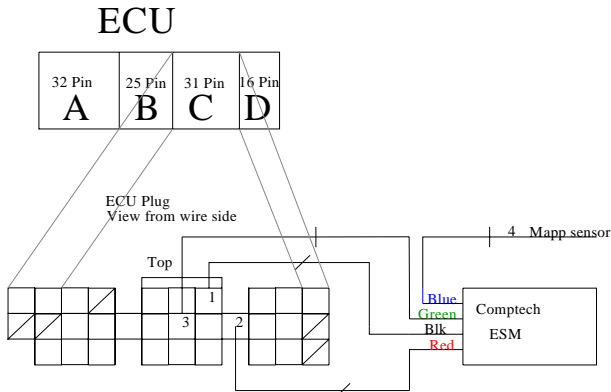 ECU
32 Pin 25 Pin 31 Pin 16 Pin
A B C D
ECU Plug
View from wire side
4 Mapp sensor
Top
1
Blue
Green
Comptech
3 2
Blk
ESM
Red